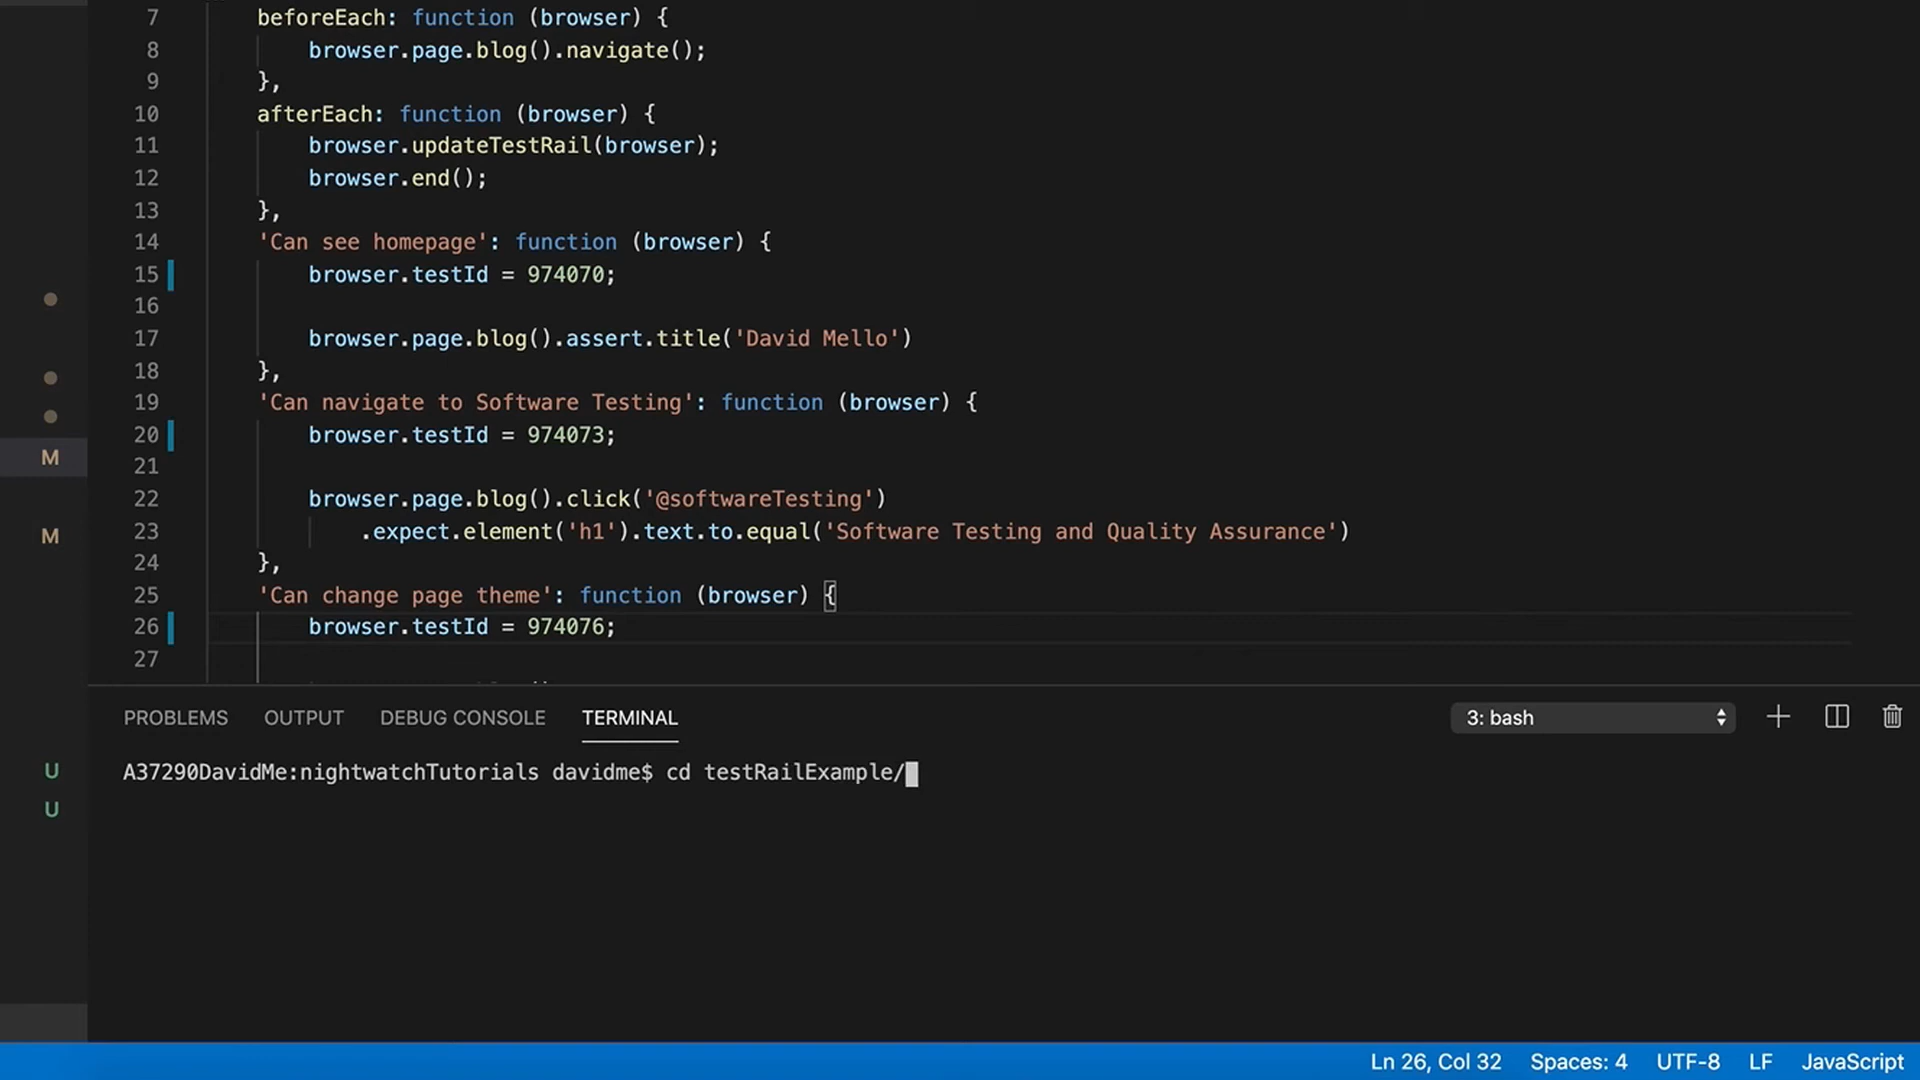 7 beforeEach: function (browser) {
8 browser.page.blog().navigate();
9 },
10 afterEach: function (browser) {
11 browser.updateTestRail(browser);
12 browser.end();
13 },
14 'Can see homepage': function (browser) {
15 browser.testId = 974070;
16
17 browser.page.blog().assert.title('David Mello')
18 },
19 'Can navigate to Software Testing': function (browser) {
20 browser.testId = 974073;
21
22 browser.page.blog().click('@softwareTesting')
23 .expect.element('h1').text.to.equal('Software Testing and Quality Assurance')
24 },
25 'Can change page theme': function (browser) {
26 browser.testId = 974076;
27
M
M
U
U
PROBLEMS OUTPUT DEBUG CONSOLE TERMINAL 3: bash
A37290DavidMe:nightwatchTutorials davidme$ cd testRailExample/
Ln 26, Col 32 Spaces: 4 UTF-8 LF JavaScript